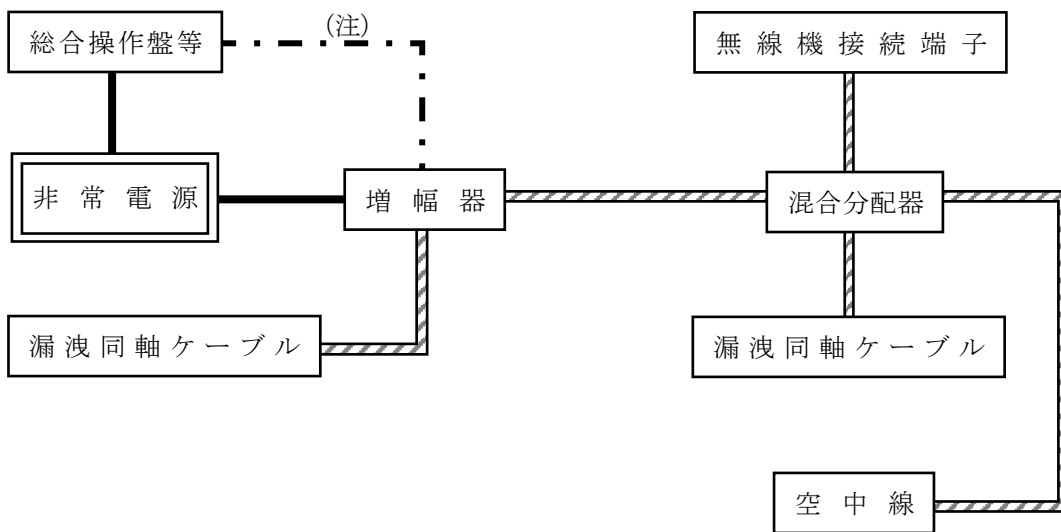 総合操作盤等
(注)
無線機接続端子
非常電源
増幅器
混合分配器
漏洩同軸ケーブル
漏洩同軸ケーブル
空中線